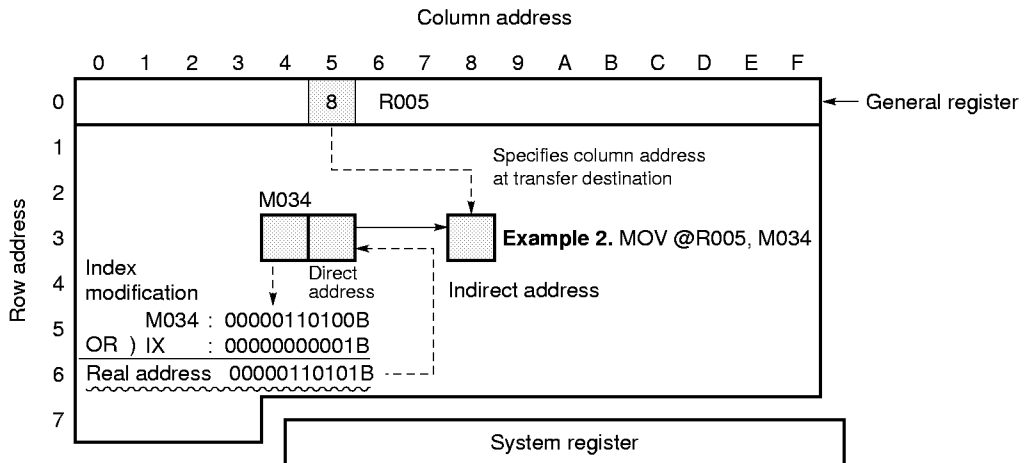 Column address
0 1 2 3 4 5 6 7 8 9 A B C D E F
0 8 R005 General register
1
Specifies column address
at transfer destination
2
M034
3 Example 2. MOV @R005, M034
Row address
Index
modification
Direct
address
4 Indirect address
5 M034 : 00000110100B
OR ) IX : 00000000001B
6 Real address 00000110101B
7
System register